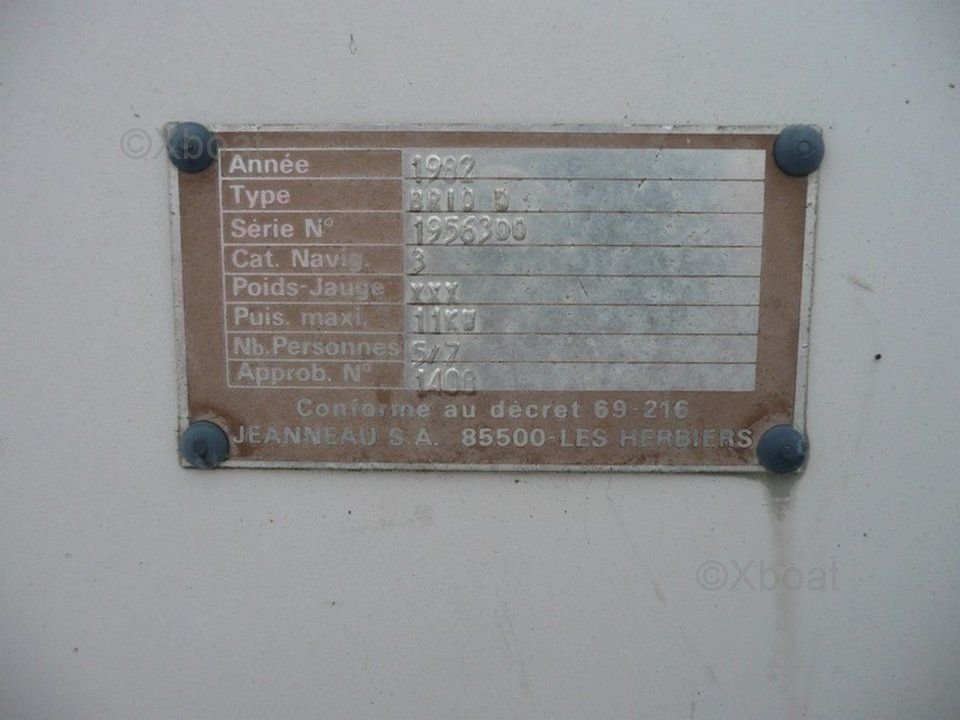 ©Xboat
Année 1982
Type BRIO D
Série N° 1956300
Cat. Navig. 3
Poids-Jauge XXX
Puis. maxi. 11KW
Nb. Personnes 5/7
Approb. N° 1408
Conforme au décret 69-216
JEANNEAU S.A. 85500-LES HERBIERS
©Xboat